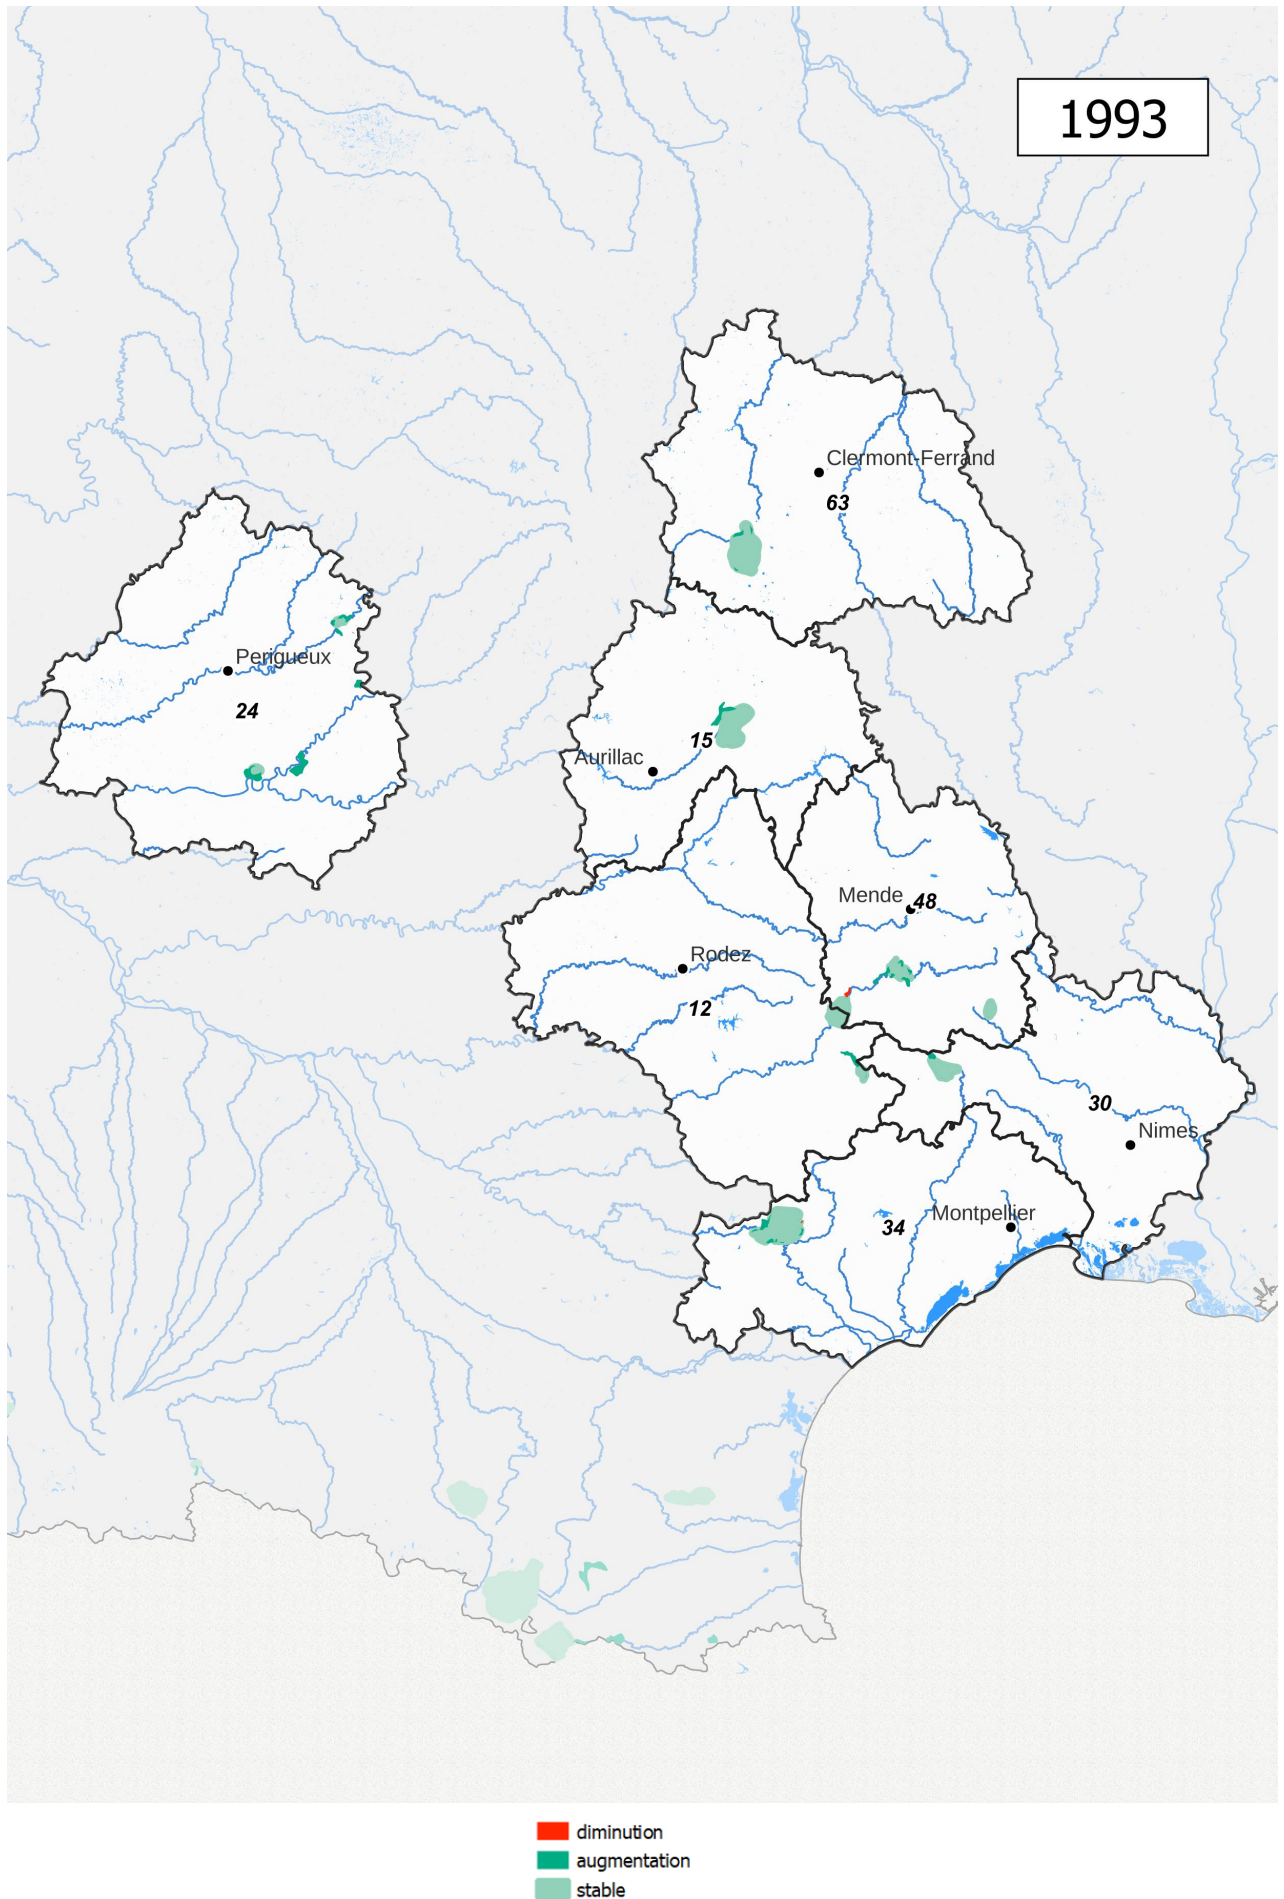 1993
Clermont-Ferrand
63
Perigueux
24
15
Aurillac
Mende
48
Rodez
12
30
Nimes
Montpellier
34
diminution
augmentation
stable